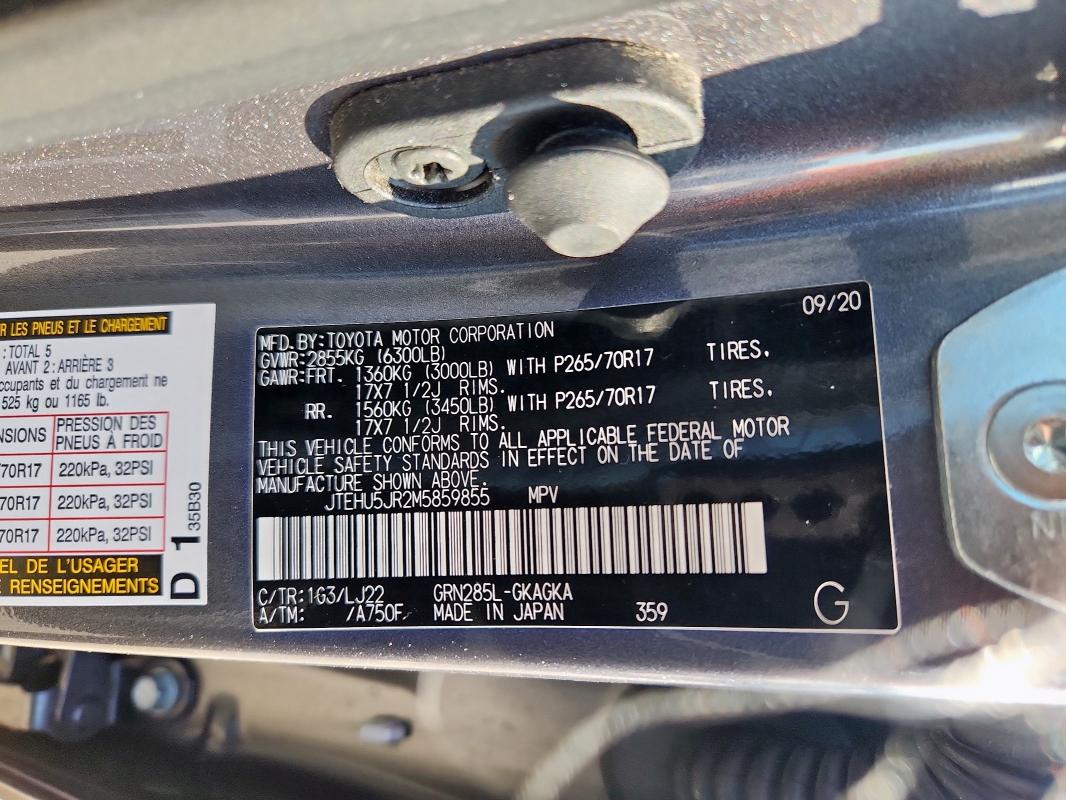 R LES PNEUS ET LE CHARGEMENT
: TOTAL 5
AVANT 2 : ARRIÈRE 3
ccupants et du chargement ne
525 kg ou 1165 lb.
NSIONS PRESSION DES PNEUS À FROID
70R17 220kPa, 32PSI
70R17 220kPa, 32PSI
70R17 220kPa, 32PSI
EL DE L'USAGER
RENSEIGNEMENTS
D 1 35B30
09/20
MFD.BY:TOYOTA MOTOR CORPORATION
GVWR:2855KG (6300LB)
GAWR:FRT. 1360KG (3000LB) WITH P265/70R17 TIRES.
17X7 1/2J RIMS.
RR. 1560KG (3450LB) WITH P265/70R17 TIRES.
17X7 1/2J RIMS.
THIS VEHICLE CONFORMS TO ALL APPLICABLE FEDERAL MOTOR
VEHICLE SAFETY STANDARDS IN EFFECT ON THE DATE OF
MANUFACTURE SHOWN ABOVE.
JTEHU5JR2M5859855 MPV
C/TR:1G3/LJ22 GRN285L-GKAGKA
A/TM: /A750F MADE IN JAPAN 359
G